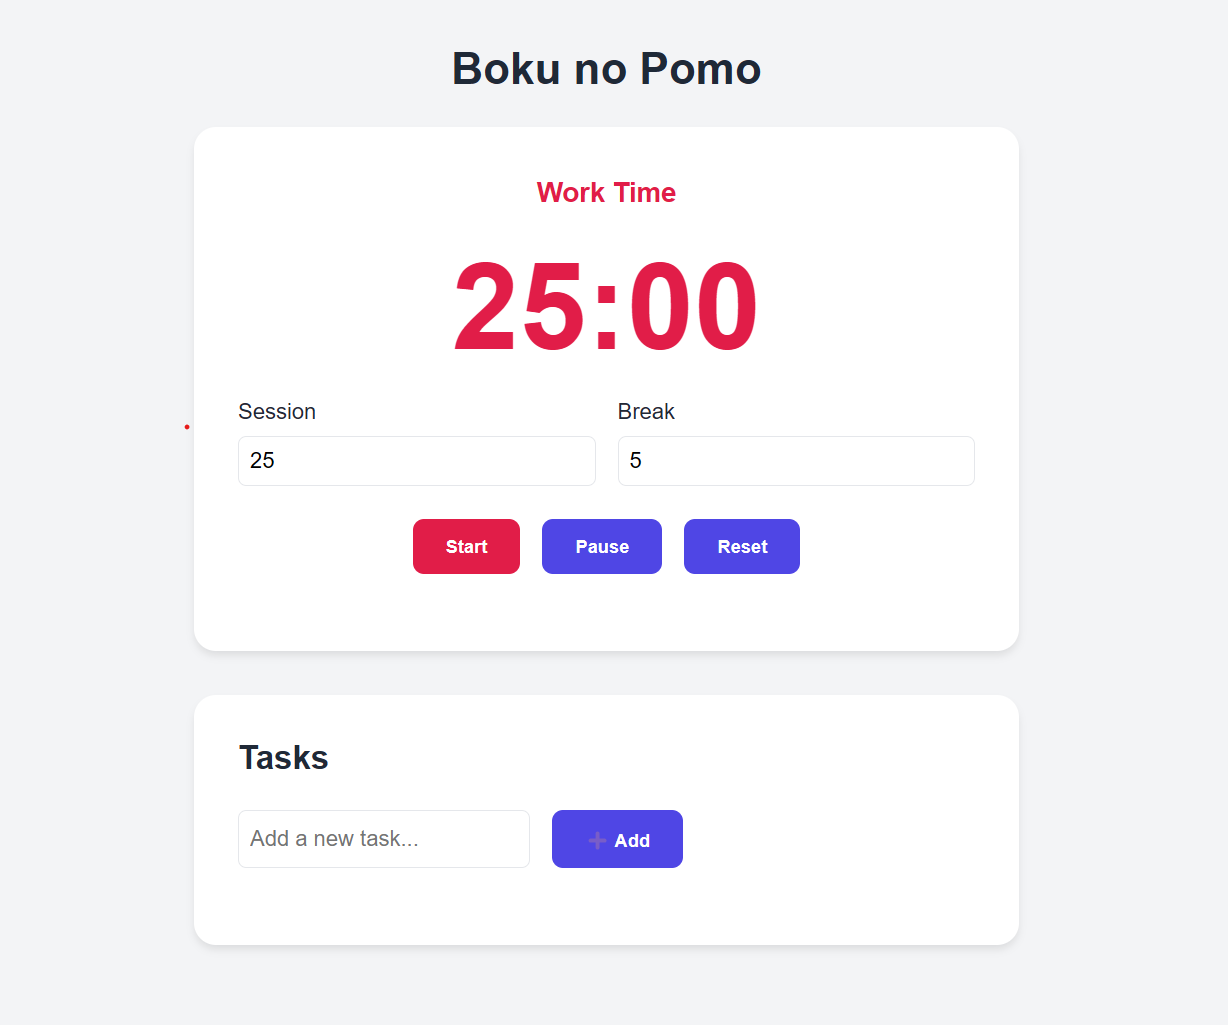 Boku no Pomo
Work Time
25:00
Session Break
25 5
Start Pause Reset
Tasks
Add a new task... ➕ Add